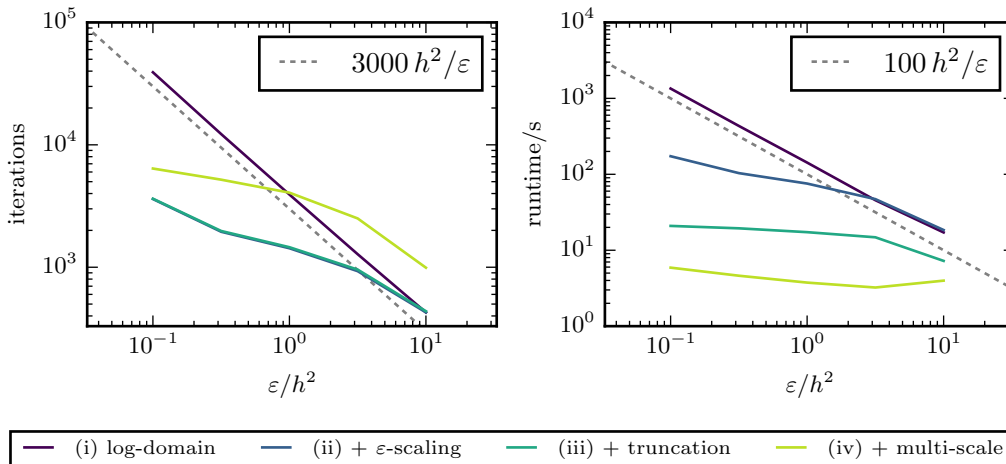 10^5
10^4
10^3
iterations
3000 h^2/ε
10^{-1}
10^0
10^1
ε/h^2
10^4
10^3
10^2
10^1
10^0
runtime/s
100 h^2/ε
10^{-1}
10^0
10^1
ε/h^2
(i) log-domain (ii) + ε-scaling (iii) + truncation (iv) + multi-scale